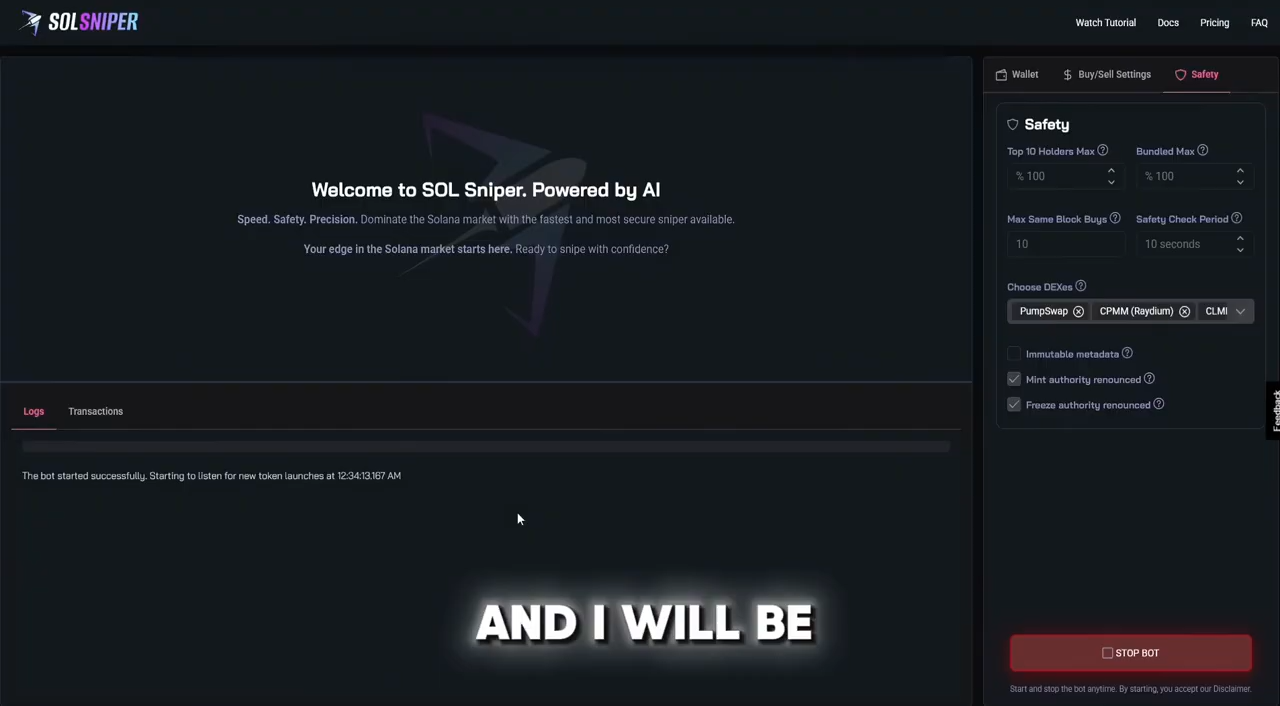 SOLSNIPER
Watch Tutorial
Docs
Pricing
FAQ
Wallet
$ Buy/Sell Settings
Safety
Welcome to SOL Sniper. Powered by AI
Speed. Safety. Precision. Dominate the Solana market with the fastest and most secure sniper available.
Your edge in the Solana market starts here. Ready to snipe with confidence?
Safety
Top 10 Holders Max
Bundled Max
% 100
% 100
Max Same Block Buys
Safety Check Period
10
10 seconds
Choose DEXes
PumpSwap
CPMM (Raydium)
CLMI
Immutable metadata
Mint authority renounced
Freeze authority renounced
Feedback
Logs
Transactions
The bot started successfully. Starting to listen for new token launches at 12:34:13.167 AM
AND I WILL BE
STOP BOT
Start and stop the bot anytime. By starting, you accept our Disclaimer.